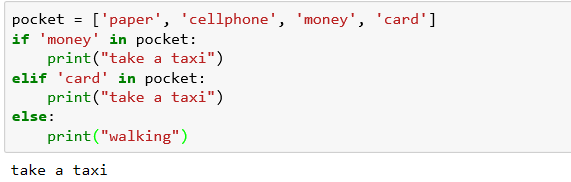 pocket = ['paper', 'cellphone', 'money', 'card']
if 'money' in pocket:
    print("take a taxi")
elif 'card' in pocket:
    print("take a taxi")
else:
    print("walking")
take a taxi